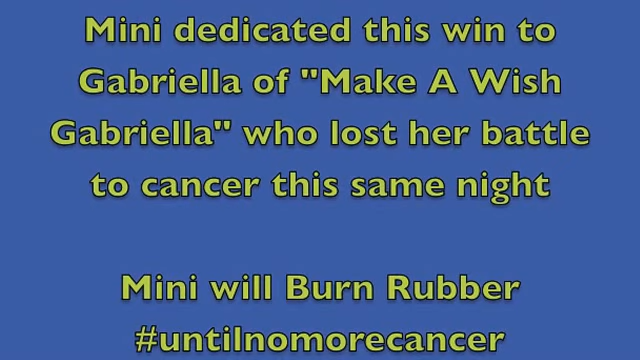 Mini dedicated this win to
Gabriella of "Make A Wish
Gabriella" who lost her battle
to cancer this same night
Mini will Burn Rubber
#untilnomorecancer